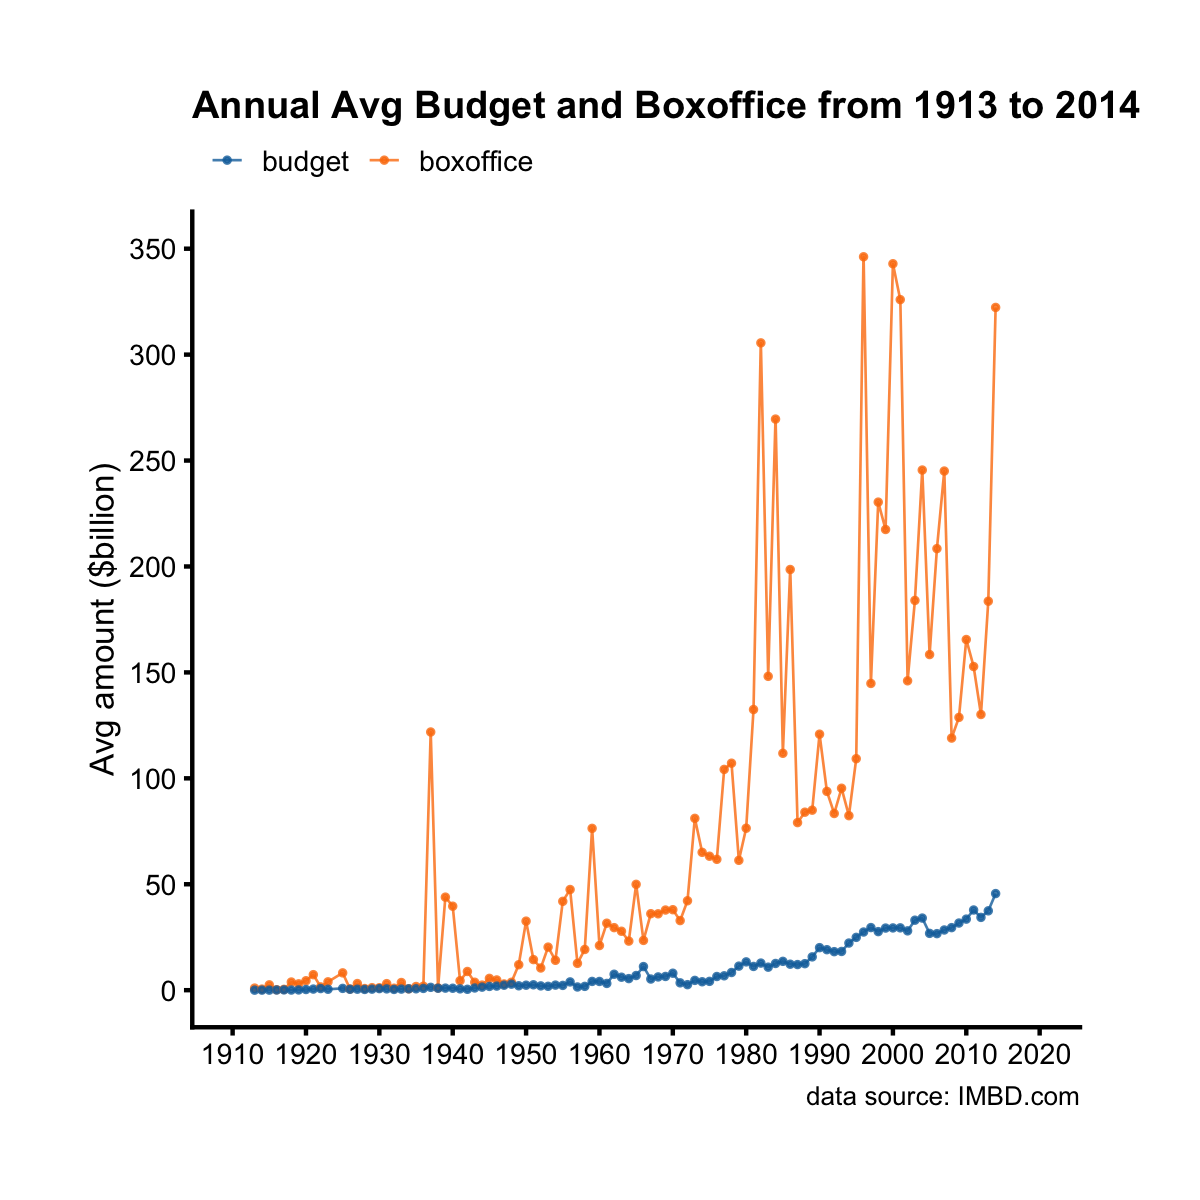 Annual Avg Budget and Boxoffice from 1913 to 2014
budget boxoffice
Avg amount ($billion)
350
300
250
200
150
100
50
0
1910 1920 1930 1940 1950 1960 1970 1980 1990 2000 2010 2020
data source: IMBD.com